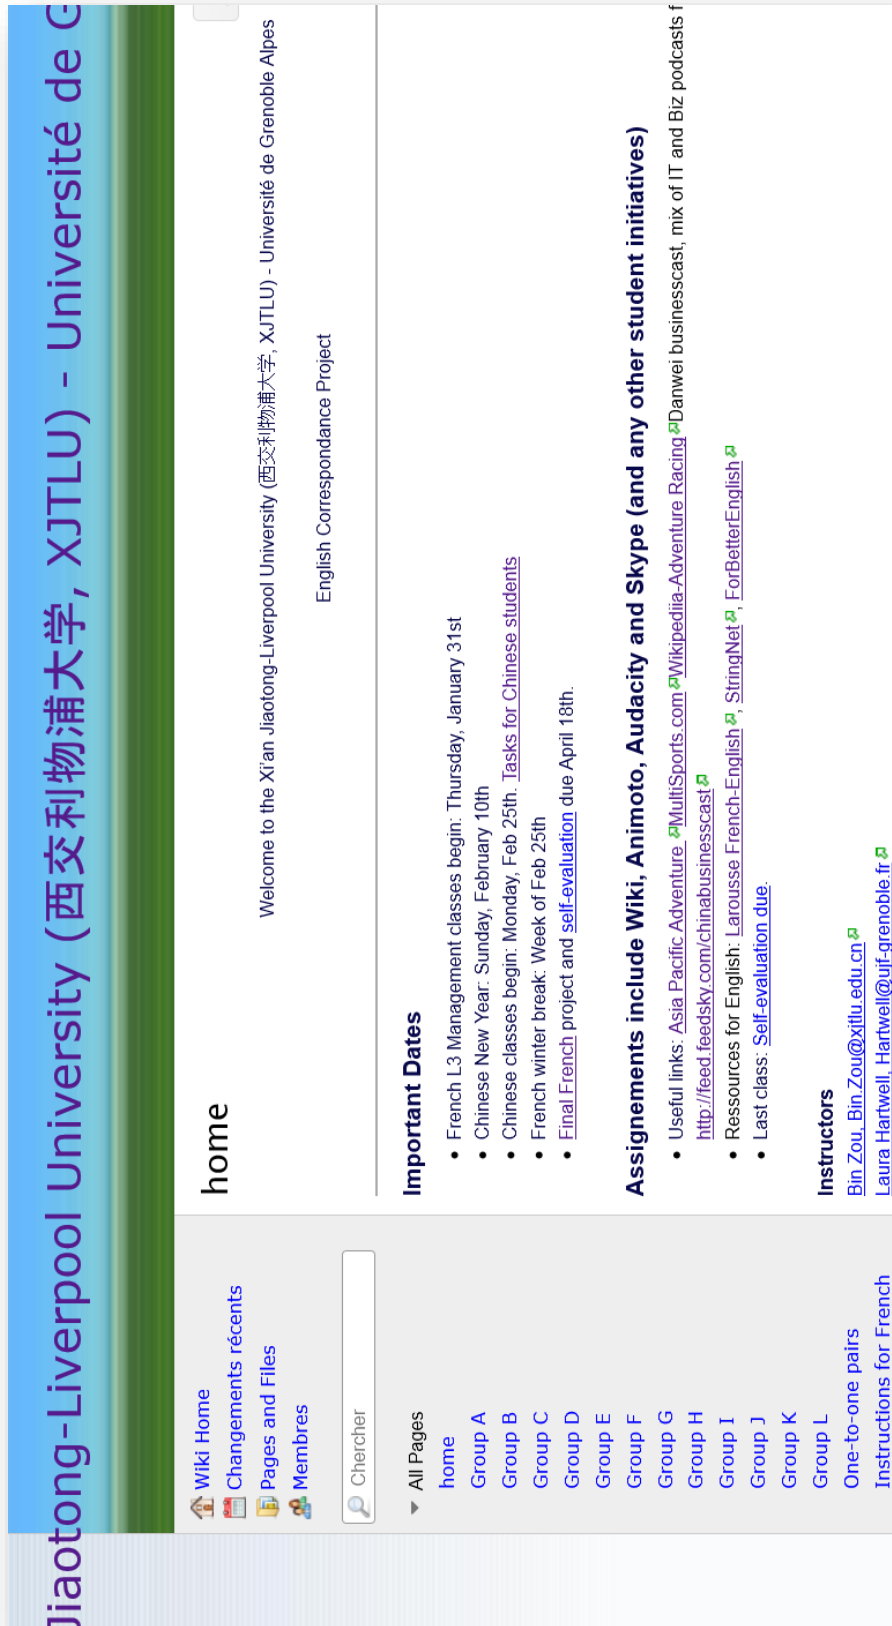 Jiaotong-Liverpool University (西交利物浦大学, XJTLU) - Université de G
Wiki Home
Changements récents
Pages and Files
Membres
Chercher
All Pages
home
Group A
Group B
Group C
Group D
Group E
Group F
Group G
Group H
Group I
Group J
Group K
Group L
One-to-one pairs
Instructions for French
home
Welcome to the Xi'an Jiaotong-Liverpool University (西交利物浦大学, XJTLU) - Université de Grenoble Alpes
English Correspondance Project
Important Dates
• French L3 Management classes begin: Thursday, January 31st
• Chinese New Year: Sunday, February 10th
• Chinese classes begin: Monday, Feb 25th. Tasks for Chinese students
• French winter break: Week of Feb 25th
• Final French project and self-evaluation due April 18th.
Assignements include Wiki, Animoto, Audacity and Skype (and any other student initiatives)
• Useful links: Asia Pacific Adventure MultiSports.com Wikipediia-Adventure Racing Danwei businesscast, mix of IT and Biz podcasts f
http://feed.feedsky.com/chinabusinesscast
• Ressources for English: Larousse French-English, StringNet, ForBetterEnglish
• Last class: Self-evaluation due.
Instructors
Bin Zou, Bin.Zou@xjtlu.edu.cn
Laura Hartwell, Hartwell@ujf-grenoble.fr